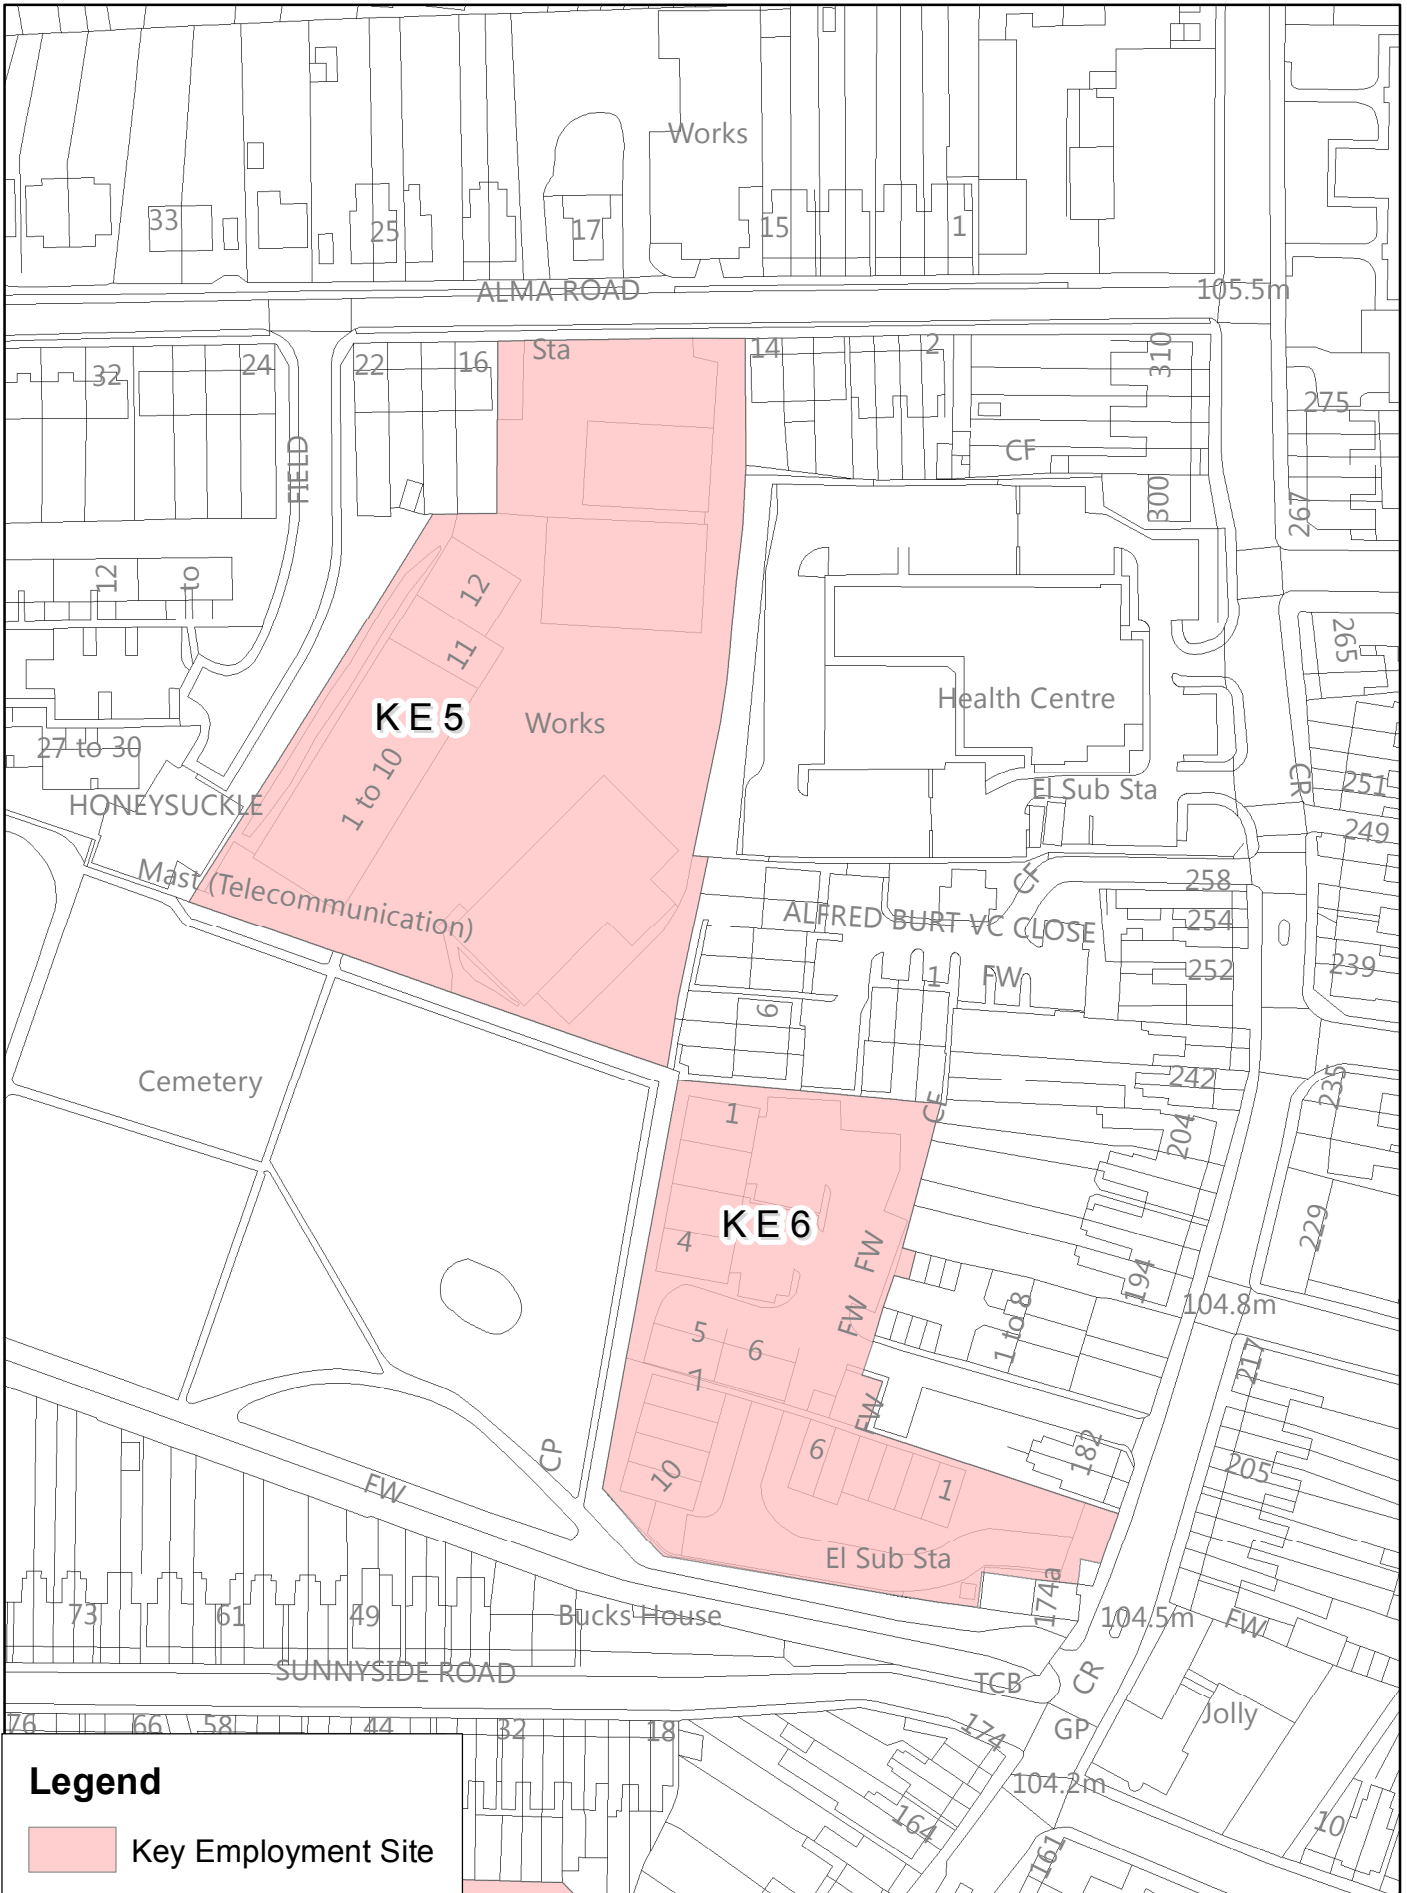 Works
33
25
17
15
1
ALMA ROAD
105.5m
Sta
14
2
310
32
24
22
16
275
FIELD
CF
300
267
12
to
12
11
265
KE5
Works
Health Centre
27 to 30
1 to 10
El Sub Sta
CR
251
HONEYSUCKLE
249
Mast (Telecommunication)
CF
258
ALFRED BURT VC CLOSE
254
252
239
1
FW
6
Cemetery
242
235
1
CF
204
KE6
229
4
FW
194
104.8m
FW
1 to 8
5
6
7
217
FW
6
182
CP
10
1
205
FW
El Sub Sta
174a
73
61
49
Bucks House
104.5m
FW
SUNNYSIDE ROAD
TCB
CR
Jolly
76
66
58
44
32
18
174
GP
104.2m
Legend
164
10
Key Employment Site
161